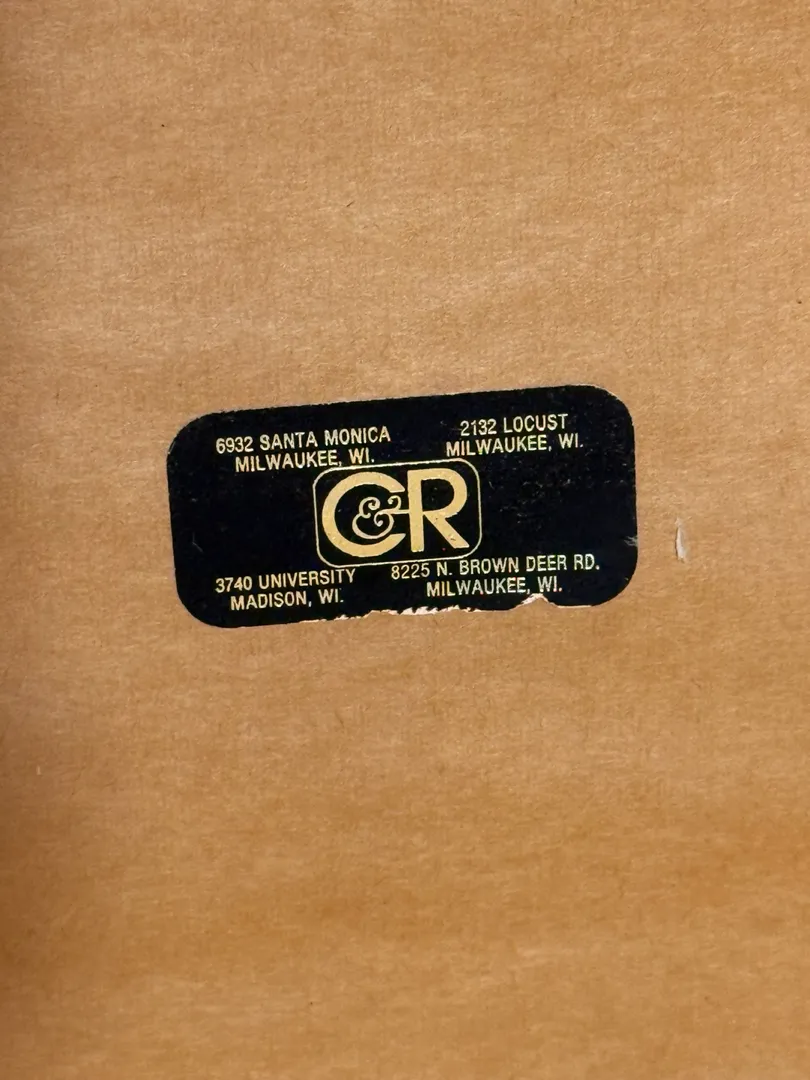 6932 SANTA MONICA
MILWAUKEE, WI.
2132 LOCUST
MILWAUKEE, WI.
C&R
3740 UNIVERSITY
MADISON, WI.
8225 N. BROWN DEER RD.
MILWAUKEE, WI.